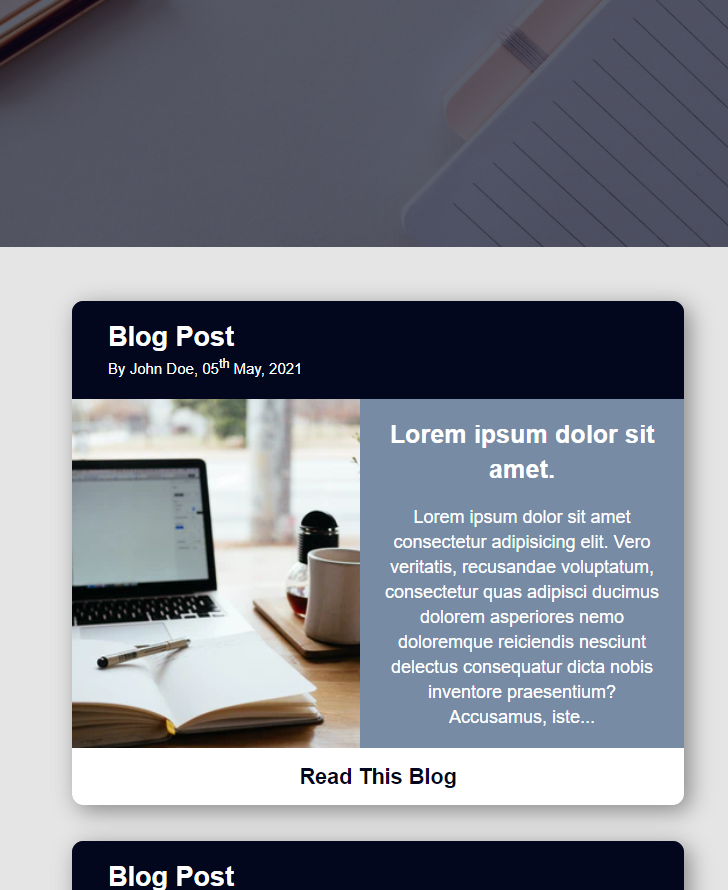 Blog Post
By John Doe, 05th May, 2021
Lorem ipsum dolor sit
amet.
Lorem ipsum dolor sit amet
consectetur adipisicing elit. Vero
veritatis, recusandae voluptatum,
consectetur quas adipisci ducimus
dolorem asperiores nemo
doloremque reiciendis nesciunt
delectus consequatur dicta nobis
inventore praesentium?
Accusamus, iste...
Read This Blog
Blog Post